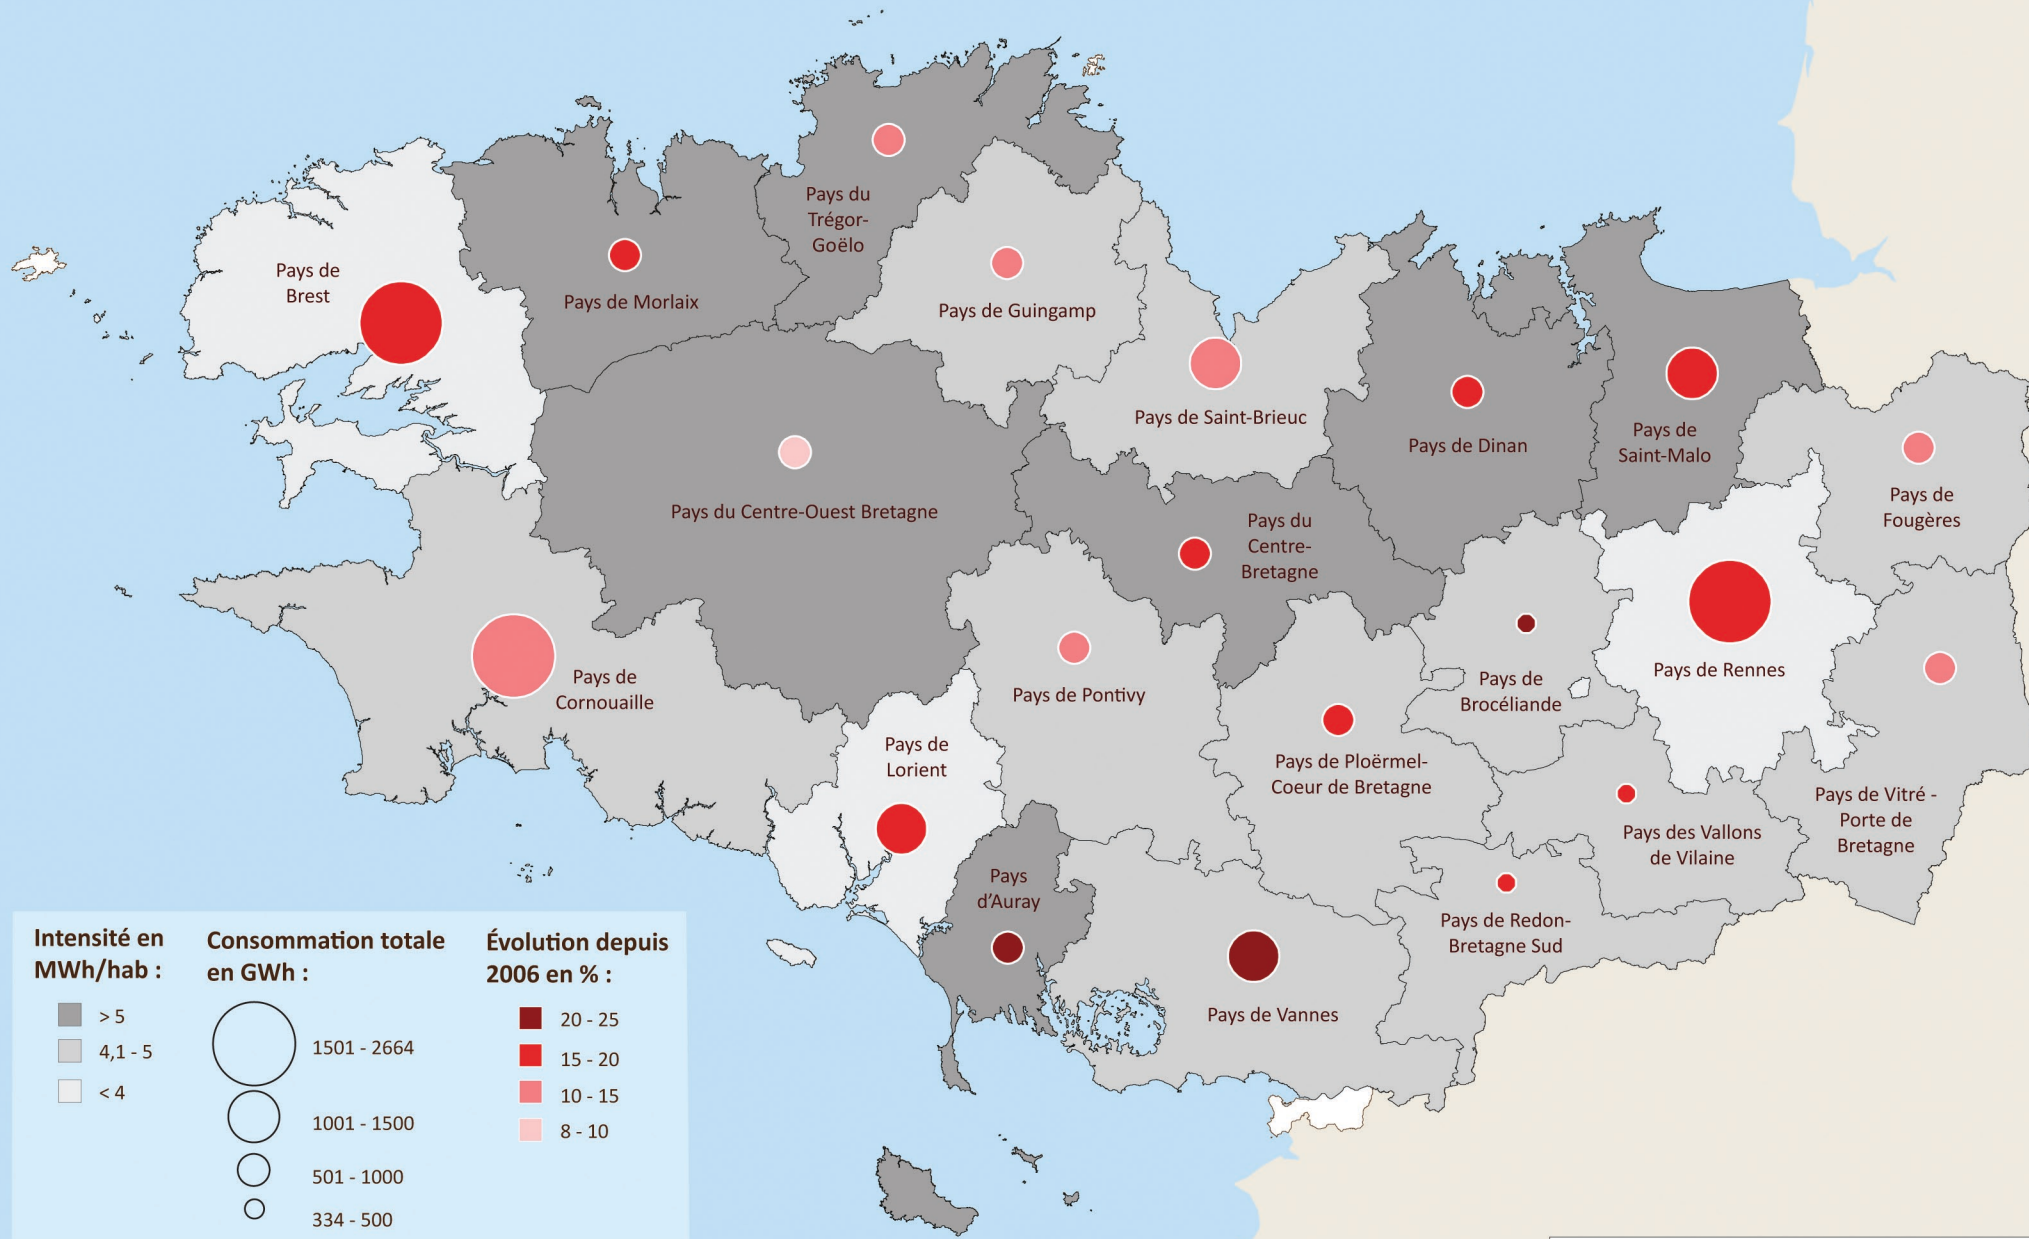 Pays du
Trégor-
Goëlo
Pays de
Brest
Pays de Morlaix
Pays de Guingamp
Pays de Saint-Brieuc
Pays de Dinan
Pays de
Saint-Malo
Pays de
Fougères
Pays du Centre-Ouest Bretagne
Pays du
Centre-
Bretagne
Pays de
Cornouaille
Pays de Pontivy
Pays de
Brocéliande
Pays de Rennes
Pays de
Lorient
Pays de Ploërmel-
Coeur de Bretagne
Pays des Vallons
de Vilaine
Pays de Vitré -
Porte de
Bretagne
Pays
d'Auray
Pays de Redon-
Bretagne Sud
Pays de Vannes
Intensité en
MWh/hab :
> 5
4,1 - 5
< 4
Consommation totale
en GWh :
1501 - 2664
1001 - 1500
501 - 1000
334 - 500
Évolution depuis
2006 en % :
20 - 25
15 - 20
10 - 15
8 - 10